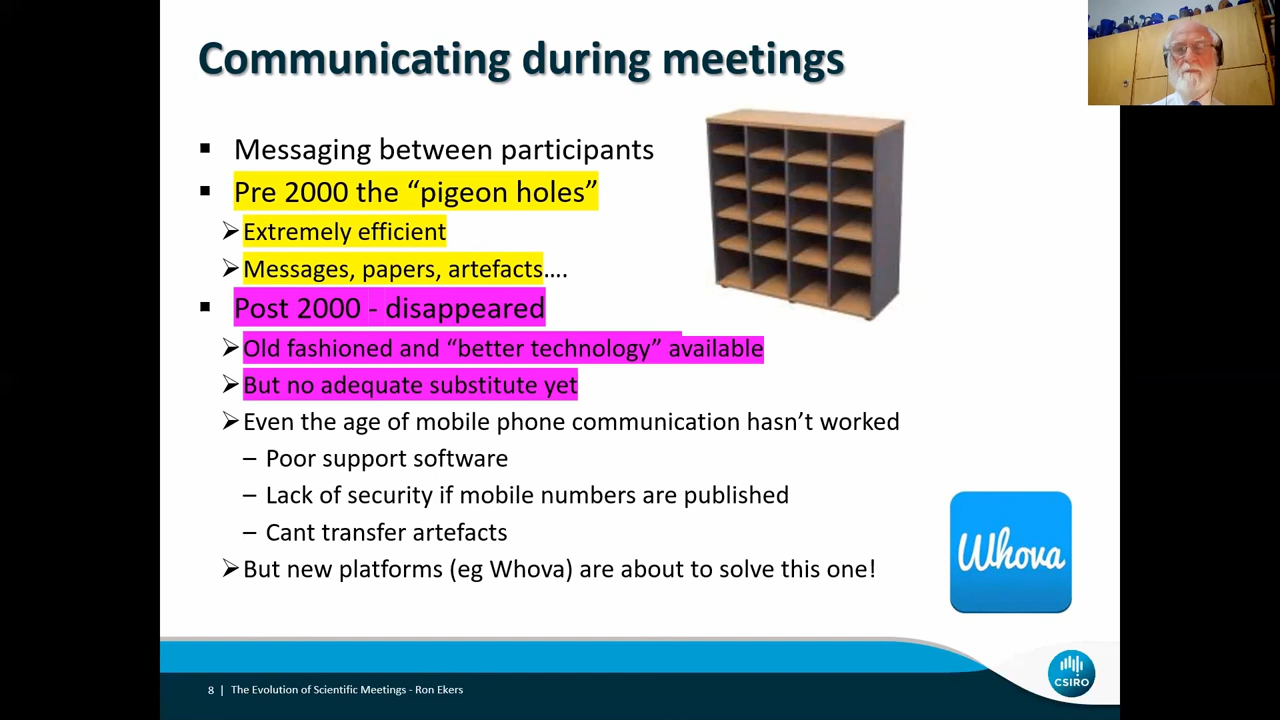 Communicating during meetings
▪ Messaging between participants
▪ Pre 2000 the “pigeon holes”
➢Extremely efficient
➢Messages, papers, artefacts….
▪ Post 2000 - disappeared
➢Old fashioned and “better technology” available
➢But no adequate substitute yet
➢Even the age of mobile phone communication hasn’t worked
– Poor support software
– Lack of security if mobile numbers are published
– Cant transfer artefacts
➢But new platforms (eg Whova) are about to solve this one!
Whova
8 | The Evolution of Scientific Meetings - Ron Ekers
CSIRO